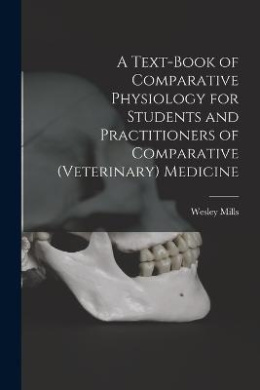 A Text-Book of
Comparative
Physiology for
Students and
Practitioners of
Comparative
(Veterinary) Medicine
Wesley Mills